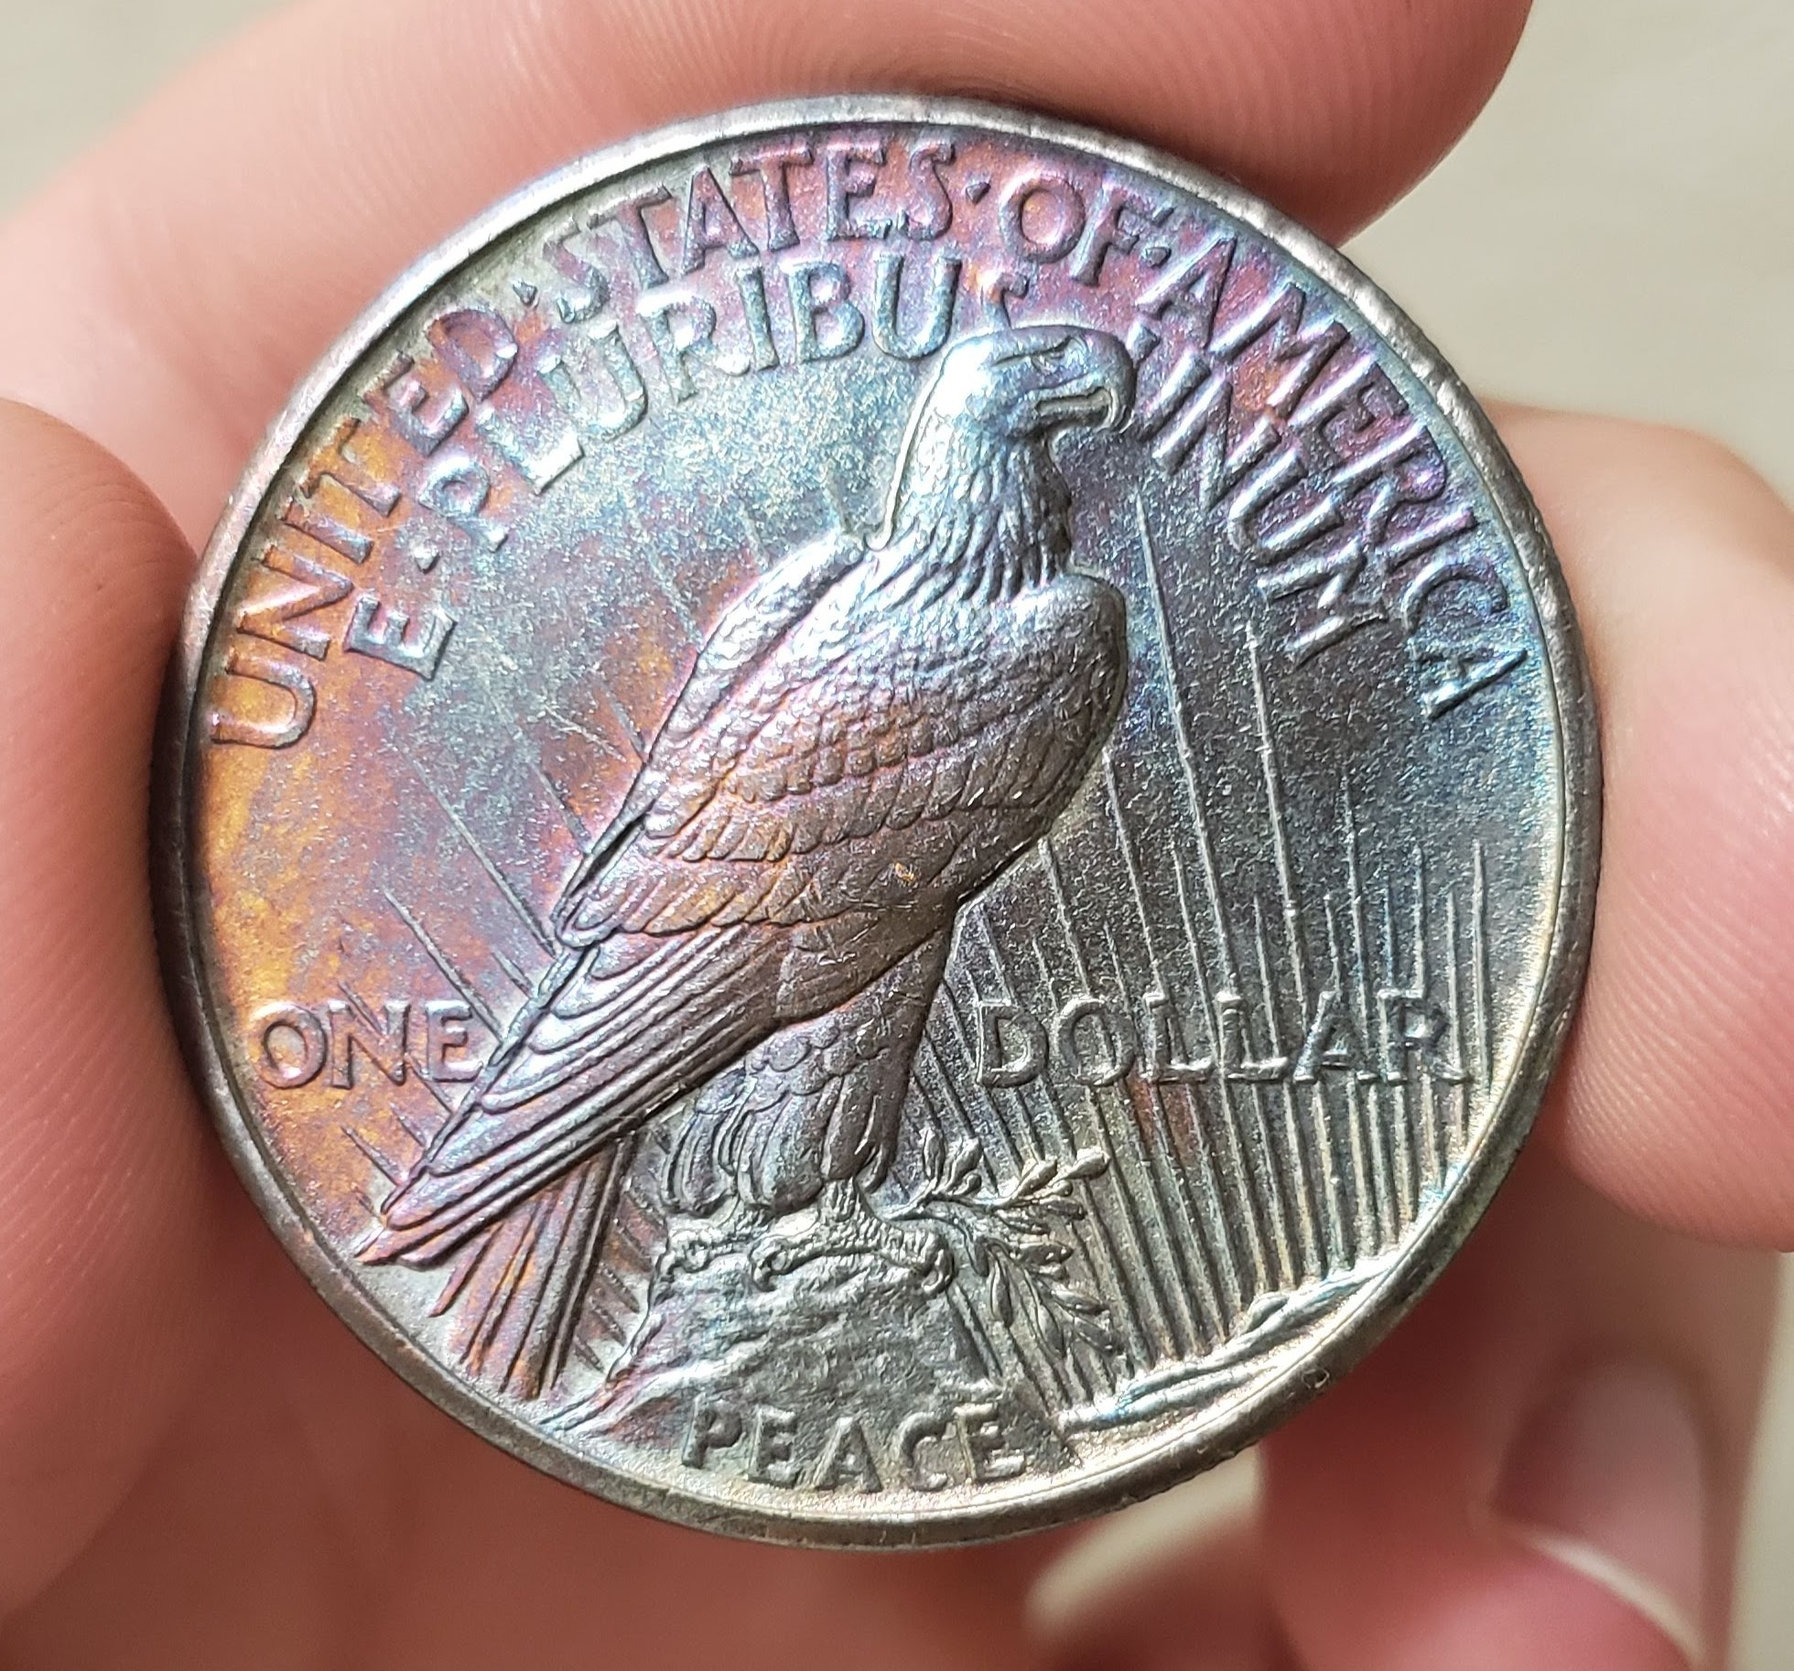 UNITED·STATES·OF·AMERICA
E·PLURIBUS UNUM
ONE DOLLAR
PEACE